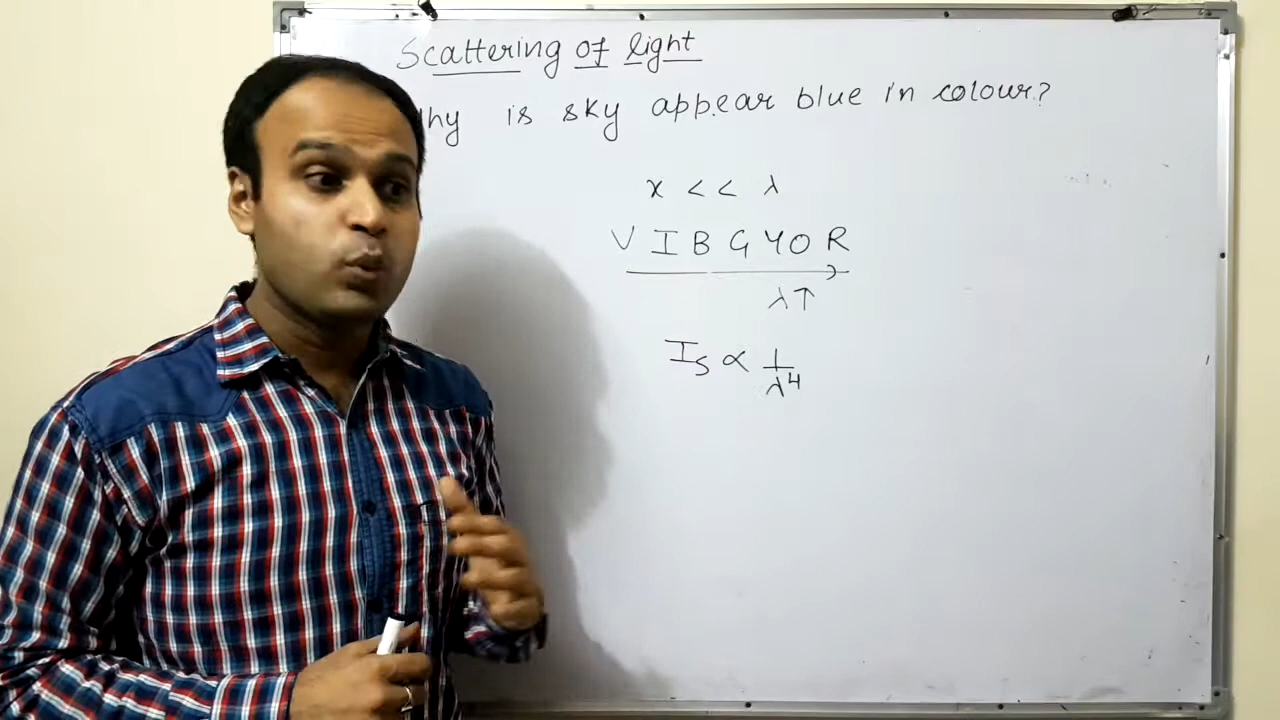 Scattering of light
hy is sky appear blue in colour?
x << λ
V I B G Y O R
λ↑
Is ∝ 1/λ⁴